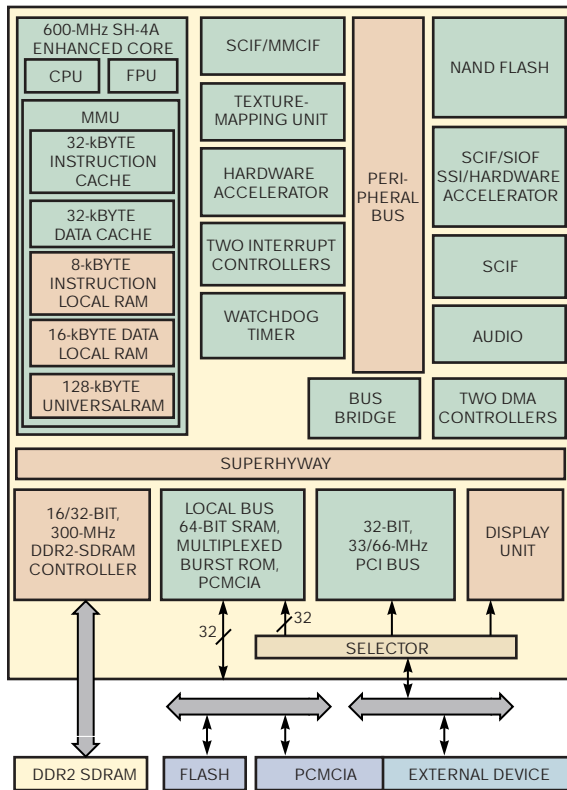 600-MHz SH-4A
ENHANCED CORE
CPU
FPU
MMU
32-kBYTE
INSTRUCTION
CACHE
32-kBYTE
DATA CACHE
8-kBYTE
INSTRUCTION
LOCAL RAM
16-kBYTE DATA
LOCAL RAM
128-kBYTE
UNIVERSALRAM
SCIF/MMCIF
TEXTURE-
MAPPING UNIT
HARDWARE
ACCELERATOR
TWO INTERRUPT
CONTROLLERS
WATCHDOG
TIMER
PERI-
PHERAL
BUS
NAND FLASH
SCIF/SIOF
SSI/HARDWARE
ACCELERATOR
SCIF
AUDIO
BUS
BRIDGE
TWO DMA
CONTROLLERS
SUPERHYWAY
16/32-BIT,
300-MHz
DDR2-SDRAM
CONTROLLER
LOCAL BUS
64-BIT SRAM,
MULTIPLEXED
BURST ROM,
PCMCIA
32-BIT,
33/66-MHz
PCI BUS
DISPLAY
UNIT
32
32
SELECTOR
DDR2 SDRAM
FLASH
PCMCIA
EXTERNAL DEVICE